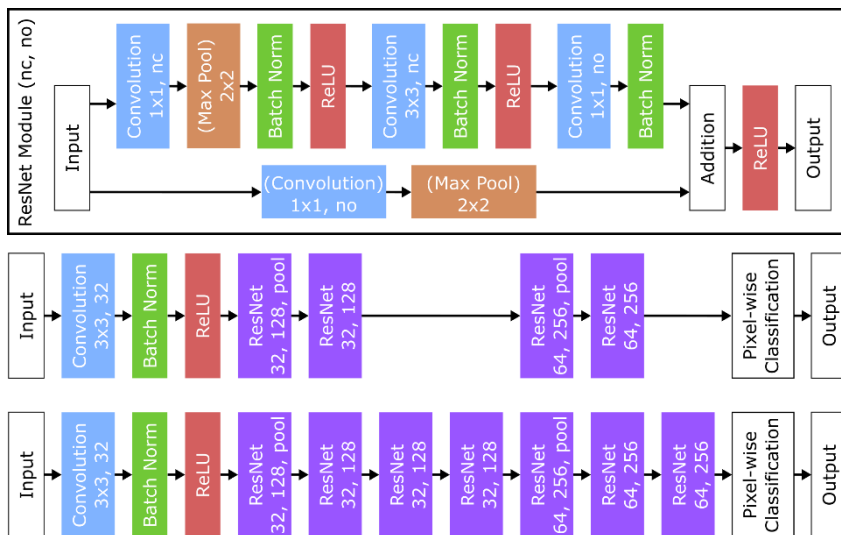 ResNet Module (nc, no)
Input
Convolution
1x1, nc
(Max Pool)
2x2
Batch Norm
ReLU
Convolution
3x3, nc
Batch Norm
ReLU
Convolution
1x1, no
Batch Norm
(Convolution)
1x1, no
(Max Pool)
2x2
Addition
ReLU
Output
Input
Convolution
3x3, 32
Batch Norm
ReLU
ResNet
32, 128, pool
ResNet
32, 128
ResNet
64, 256, pool
ResNet
64, 256
Pixel-wise
Classification
Output
Input
Convolution
3x3, 32
Batch Norm
ReLU
ResNet
32, 128, pool
ResNet
32, 128
ResNet
32, 128
ResNet
32, 128
ResNet
64, 256, pool
ResNet
64, 256
ResNet
64, 256
Pixel-wise
Classification
Output